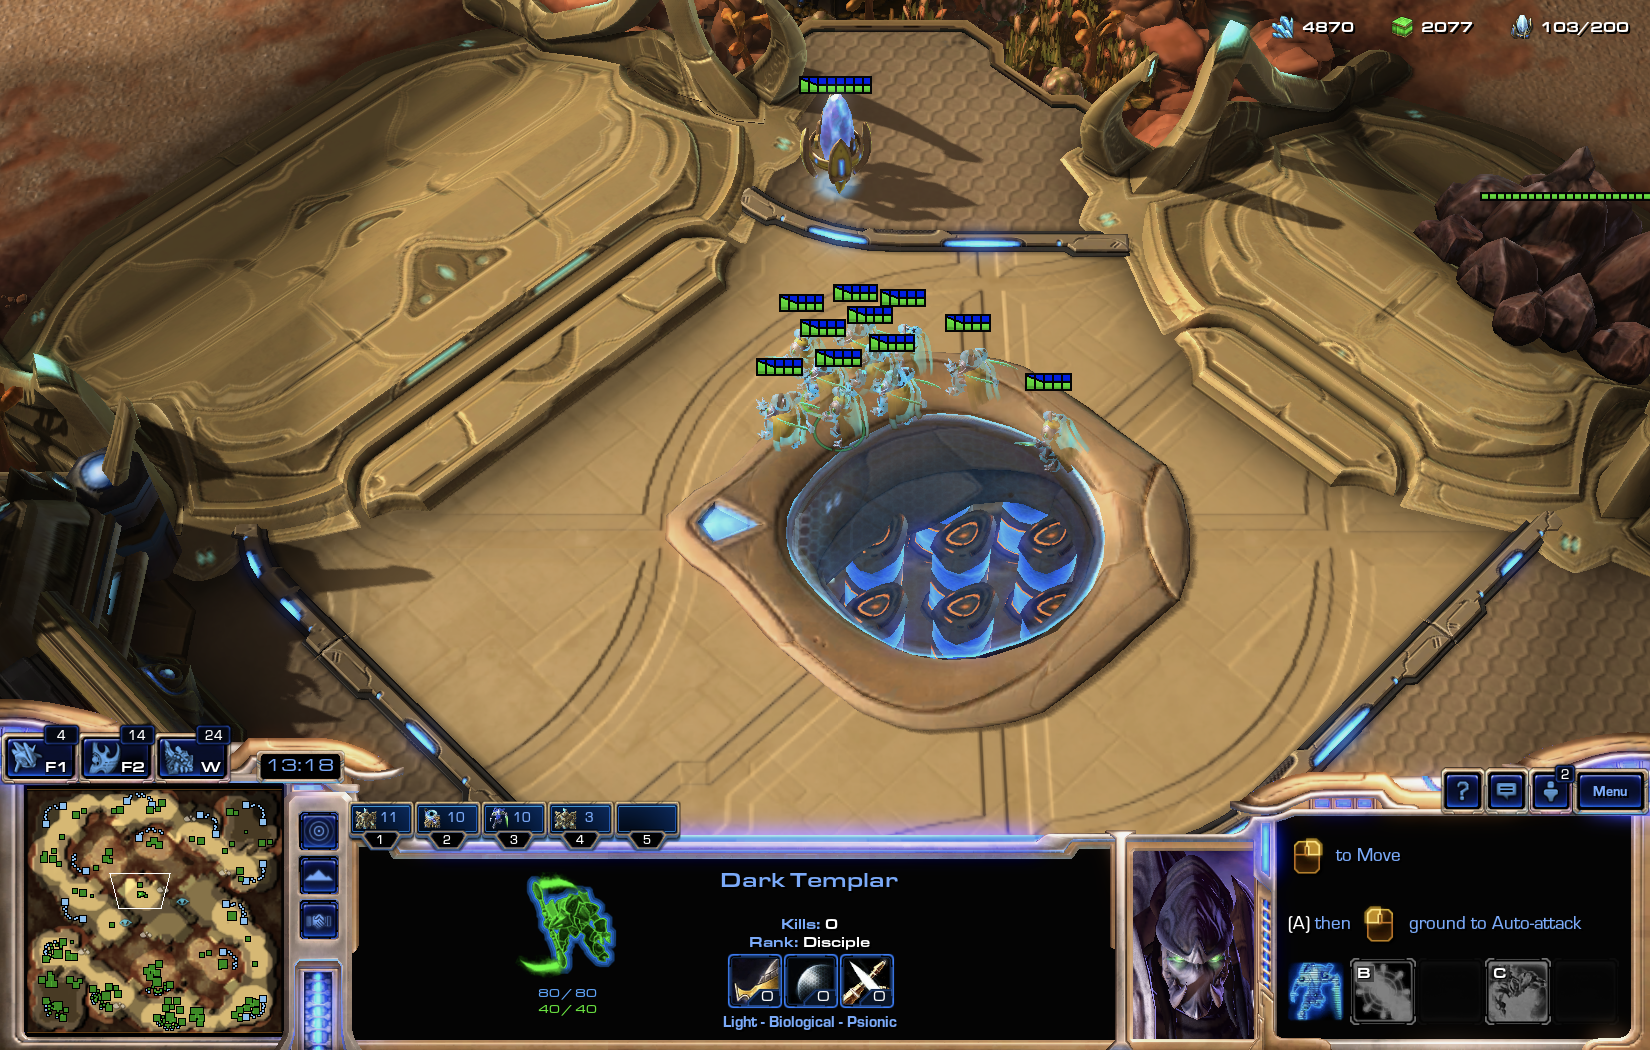 4870 2077 103/200
4 14 24
F1 F2 W
13:18
2
?
Menu
11 10 10 3
1 2 3 4 5
Dark Templar
Kills: 0
Rank: Disciple
0 0 0
80/80
40/40
Light - Biological - Psionic
to Move
(A) then ground to Auto-attack
B C